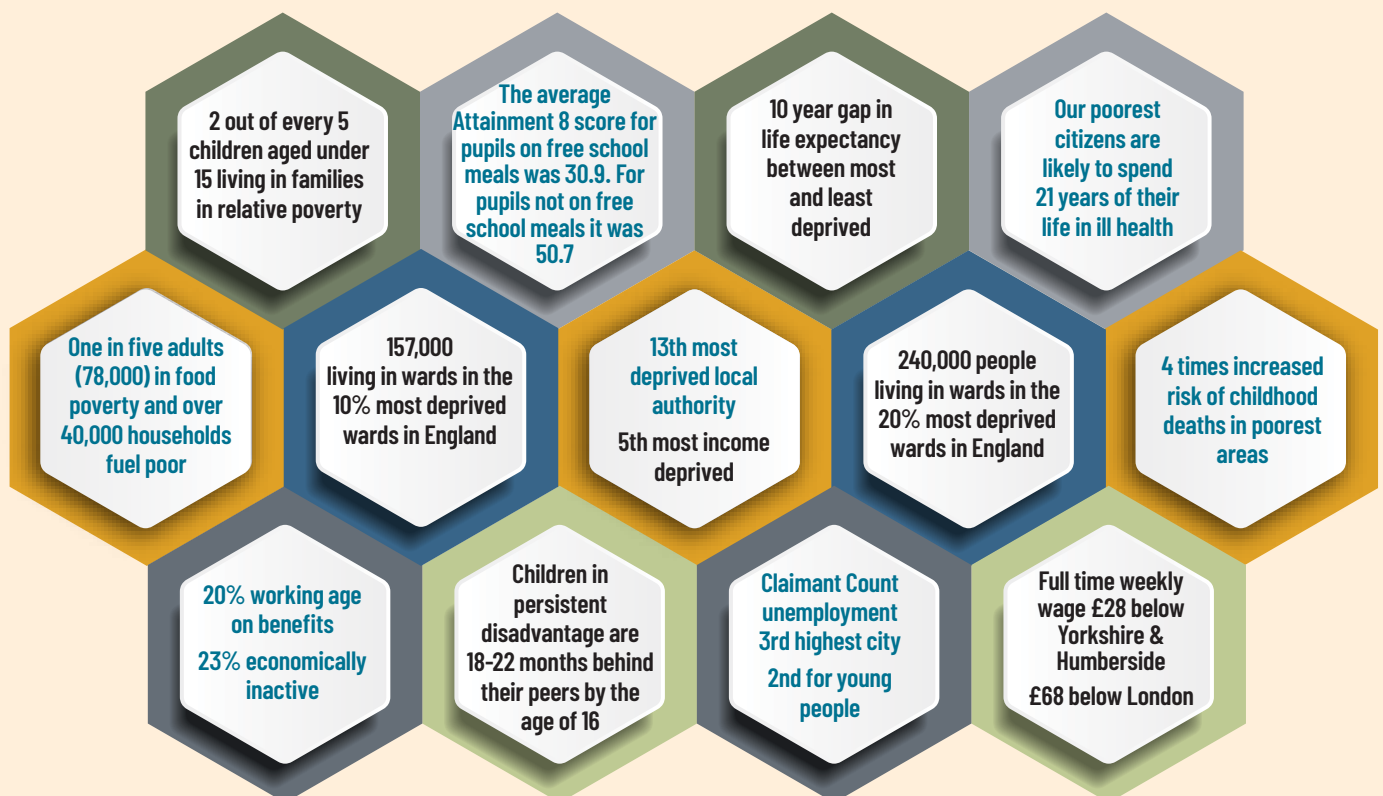 2 out of every 5
children aged under
15 living in families
in relative poverty
The average
Attainment 8 score for
pupils on free school
meals was 30.9. For
pupils not on free
school meals it was
50.7
10 year gap in
life expectancy
between most
and least
deprived
Our poorest
citizens are
likely to spend
21 years of their
life in ill health
One in five adults
(78,000) in food
poverty and over
40,000 households
fuel poor
157,000
living in wards in the
10% most deprived
wards in England
13th most
deprived local
authority
5th most income
deprived
240,000 people
living in wards in the
20% most deprived
wards in England
4 times increased
risk of childhood
deaths in poorest
areas
20% working age
on benefits
23% economically
inactive
Children in
persistent
disadvantage are
18-22 months behind
their peers by the
age of 16
Claimant Count
unemployment
3rd highest city
2nd for young
people
Full time weekly
wage £28 below
Yorkshire &
Humberside
£68 below London